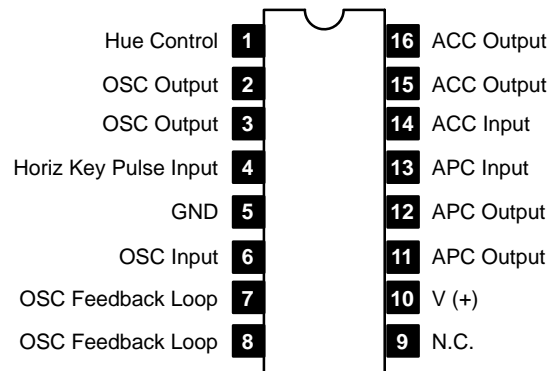 Hue Control 1 16 ACC Output
OSC Output 2 15 ACC Output
OSC Output 3 14 ACC Input
Horiz Key Pulse Input 4 13 APC Input
GND 5 12 APC Output
OSC Input 6 11 APC Output
OSC Feedback Loop 7 10 V (+)
OSC Feedback Loop 8 9 N.C.